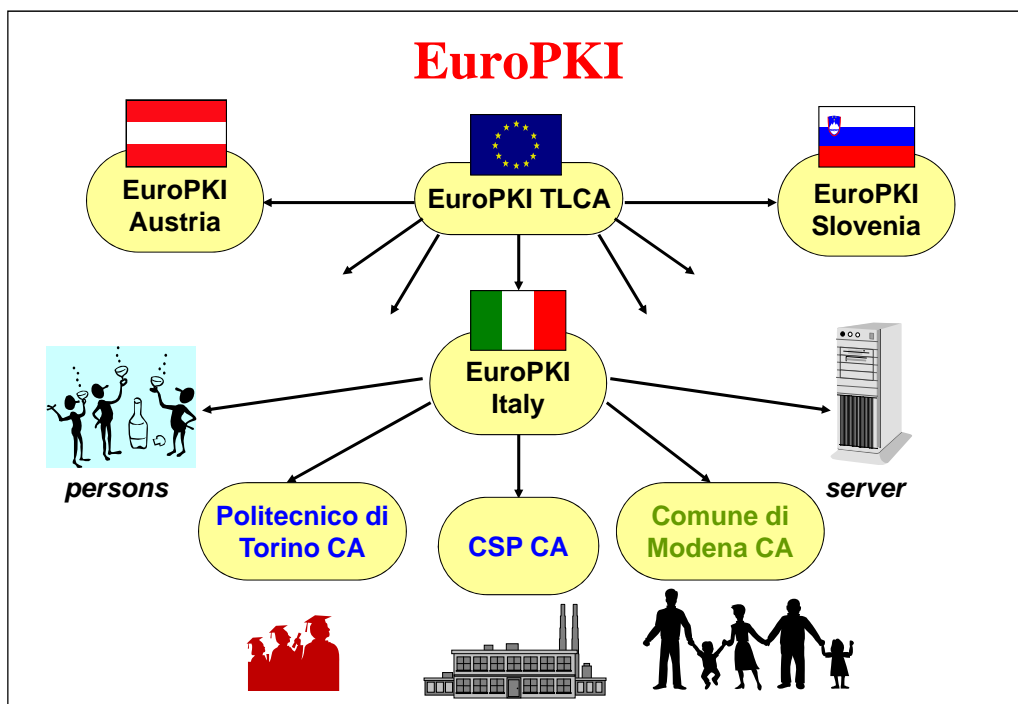 EuroPKI
EuroPKI
Austria
EuroPKI TLCA
EuroPKI
Slovenia
EuroPKI
Italy
persons
server
Politecnico di
Torino CA
CSP CA
Comune di
Modena CA